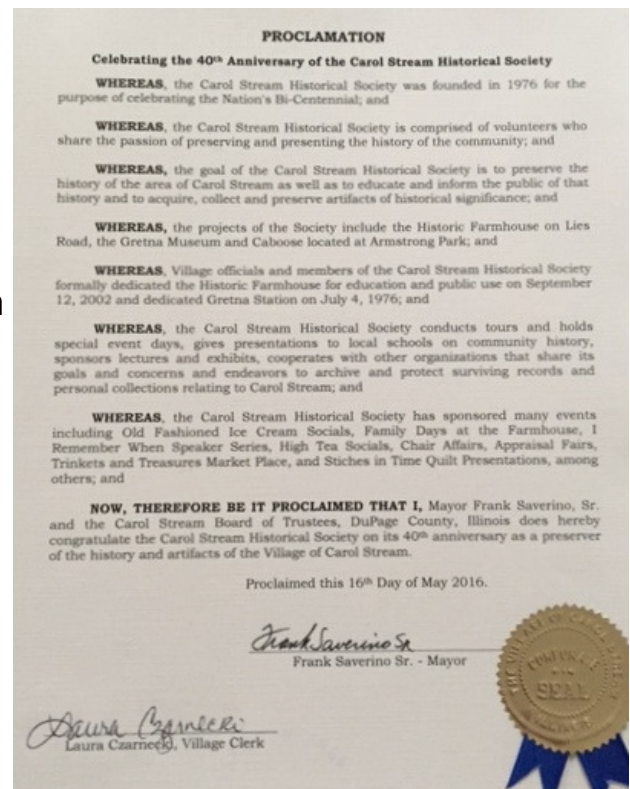 PROCLAMATION
Celebrating the 40th Anniversary of the Carol Stream Historical Society
WHEREAS, the Carol Stream Historical Society was founded in 1976 for the
purpose of celebrating the Nation's Bi-Centennial; and
WHEREAS, the Carol Stream Historical Society is comprised of volunteers who
share the passion of preserving and presenting the history of the community; and
WHEREAS, the goal of the Carol Stream Historical Society is to preserve the
history of the area of Carol Stream as well as to educate and inform the public of that
history and to acquire, collect and preserve artifacts of historical significance; and
WHEREAS, the projects of the Society include the Historic Farmhouse on Lies
Road, the Gretna Museum and Caboose located at Armstrong Park; and
WHEREAS, Village officials and members of the Carol Stream Historical Society
formally dedicated the Historic Farmhouse for education and public use on September
12, 2002 and dedicated Gretna Station on July 4, 1976; and
WHEREAS, the Carol Stream Historical Society conducts tours and holds
special event days, gives presentations to local schools on community history,
sponsors lectures and exhibits, cooperates with other organizations that share its
goals and concerns and endeavors to archive and protect surviving records and
personal collections relating to Carol Stream; and
WHEREAS, the Carol Stream Historical Society has sponsored many events
including Old Fashioned Ice Cream Socials, Family Days at the Farmhouse, I
Remember When Speaker Series, High Tea Socials, Chair Affairs, Appraisal Fairs,
Trinkets and Treasures Market Place, and Stiches in Time Quilt Presentations, among
others; and
NOW, THEREFORE BE IT PROCLAIMED THAT I, Mayor Frank Saverino, Sr.
and the Carol Stream Board of Trustees, DuPage County, Illinois does hereby
congratulate the Carol Stream Historical Society on its 40th anniversary as a preserver
of the history and artifacts of the Village of Carol Stream.
Proclaimed this 16th Day of May 2016.
Frank Saverino Sr
Frank Saverino Sr. - Mayor
SEAL
Laura Czarnecki
Laura Czarnecki, Village Clerk